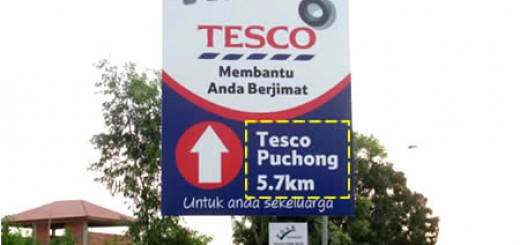 TESCO
Membantu
Anda Berjimat
Tesco
Puchong
5.7km
Untuk anda sekeluarga